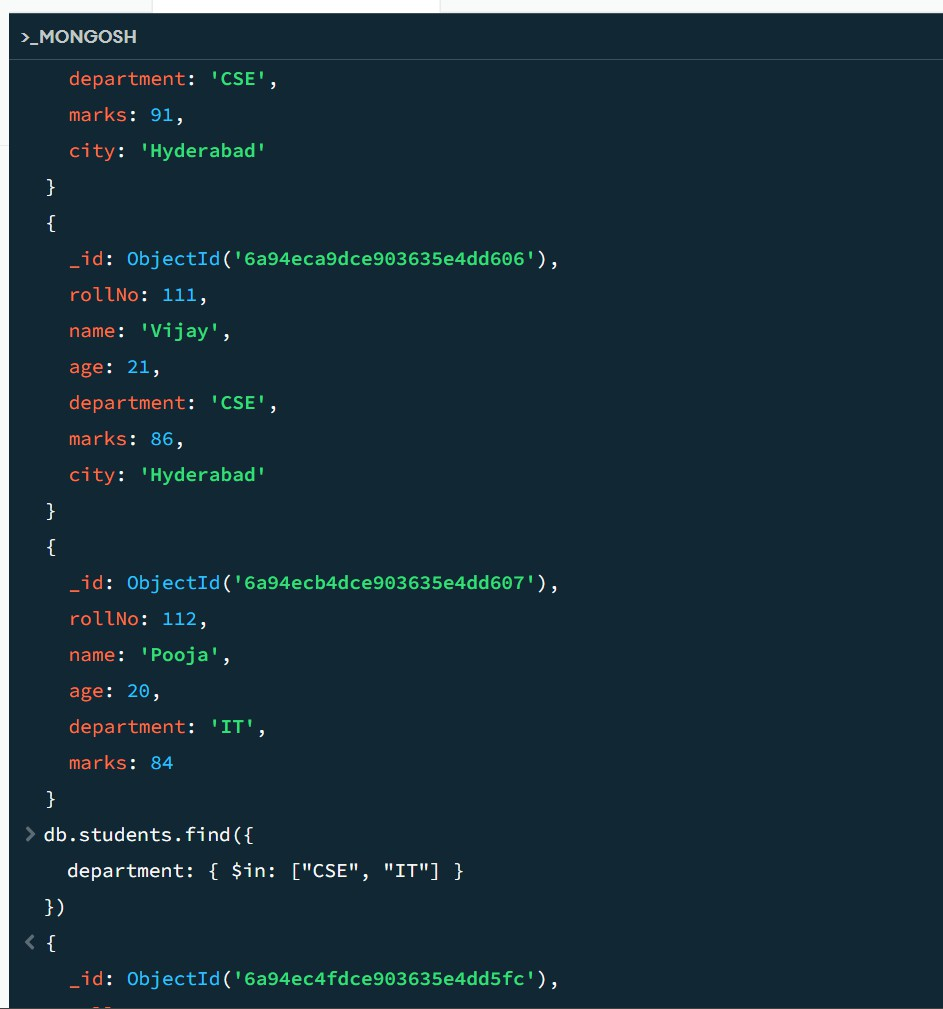 >_MONGOSH
department: 'CSE',
marks: 91,
city: 'Hyderabad'
}
{
_id: ObjectId('6a94eca9dce903635e4dd606'),
rollNo: 111,
name: 'Vijay',
age: 21,
department: 'CSE',
marks: 86,
city: 'Hyderabad'
}
{
_id: ObjectId('6a94ecb4dce903635e4dd607'),
rollNo: 112,
name: 'Pooja',
age: 20,
department: 'IT',
marks: 84
}
> db.students.find({
department: { $in: ["CSE", "IT"] }
})
< {
_id: ObjectId('6a94ec4fdce903635e4dd5fc'),